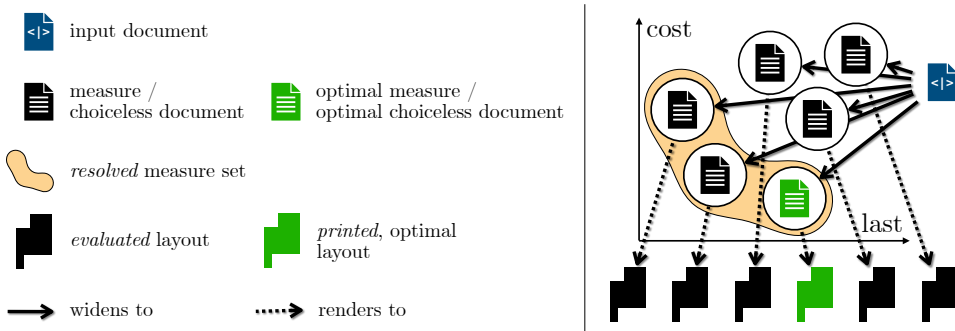 <|> input document
measure /
choiceless document
optimal measure /
optimal choiceless document
resolved measure set
evaluated layout
printed, optimal
layout
widens to
renders to
cost
<|>
last